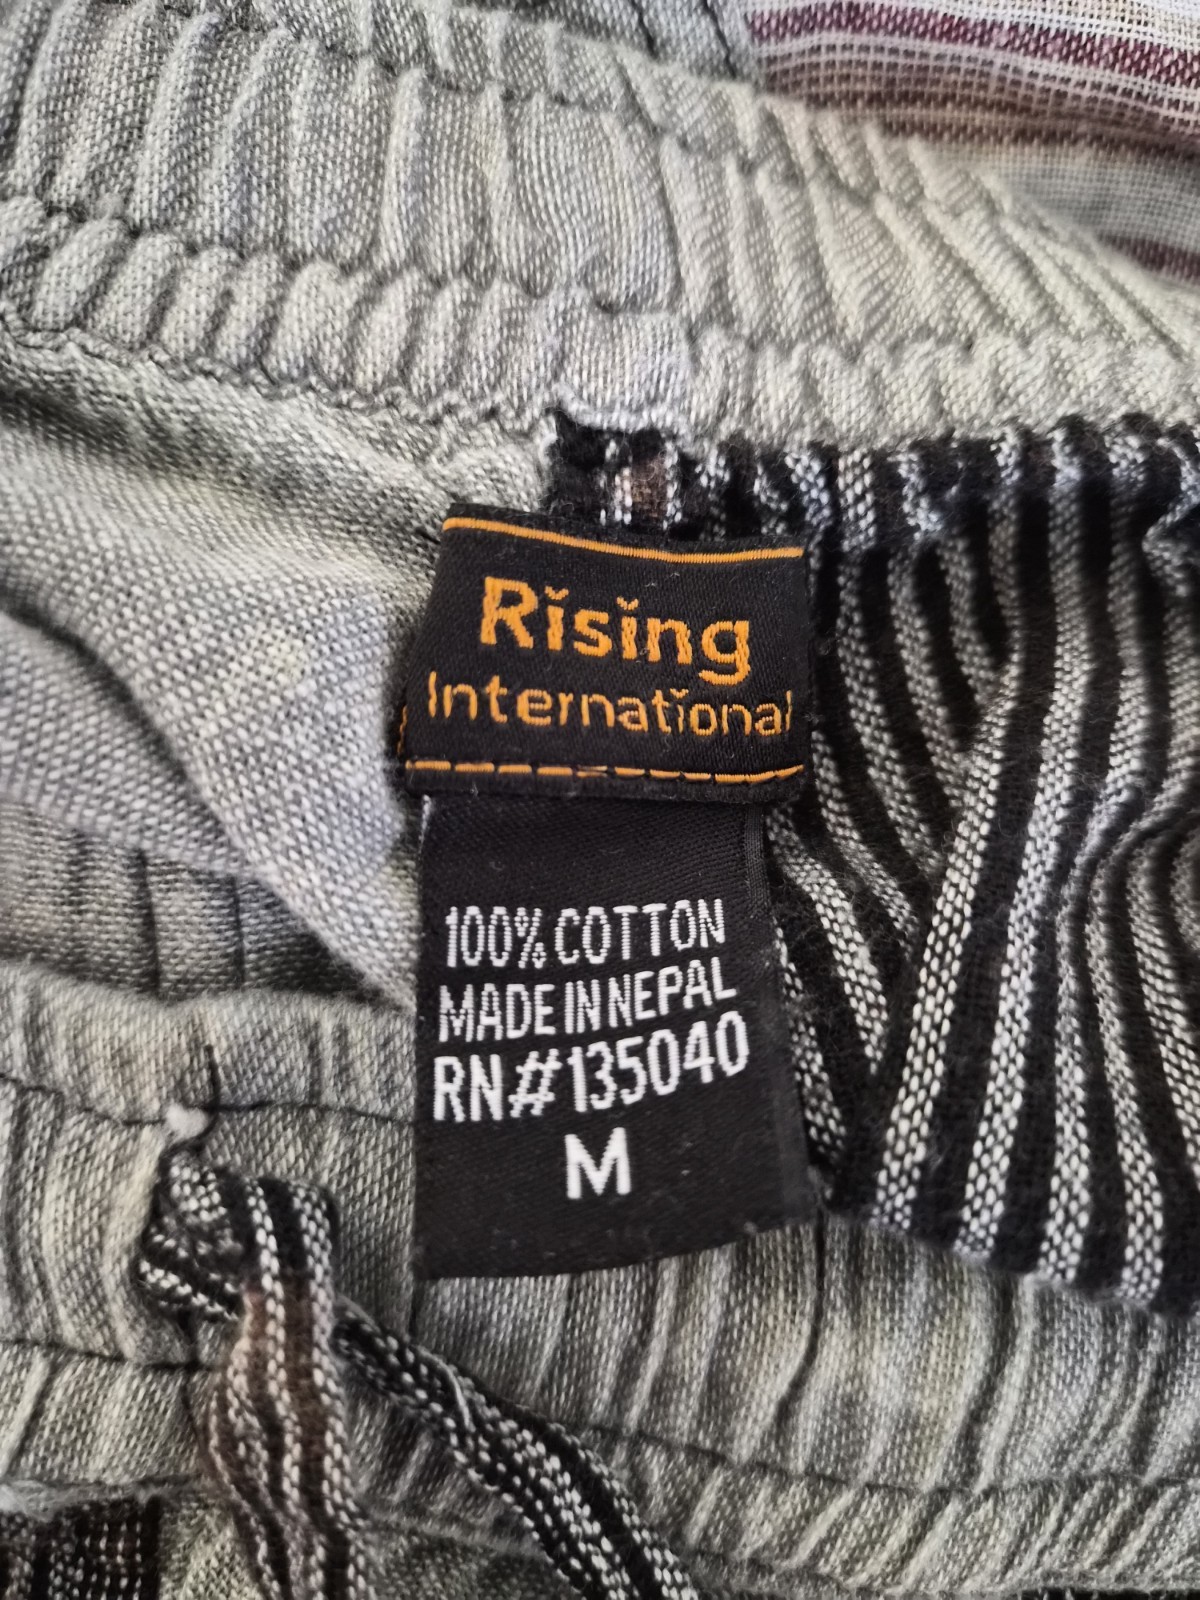 Rising
International
100% COTTON
MADE IN NEPAL
RN#135040
M